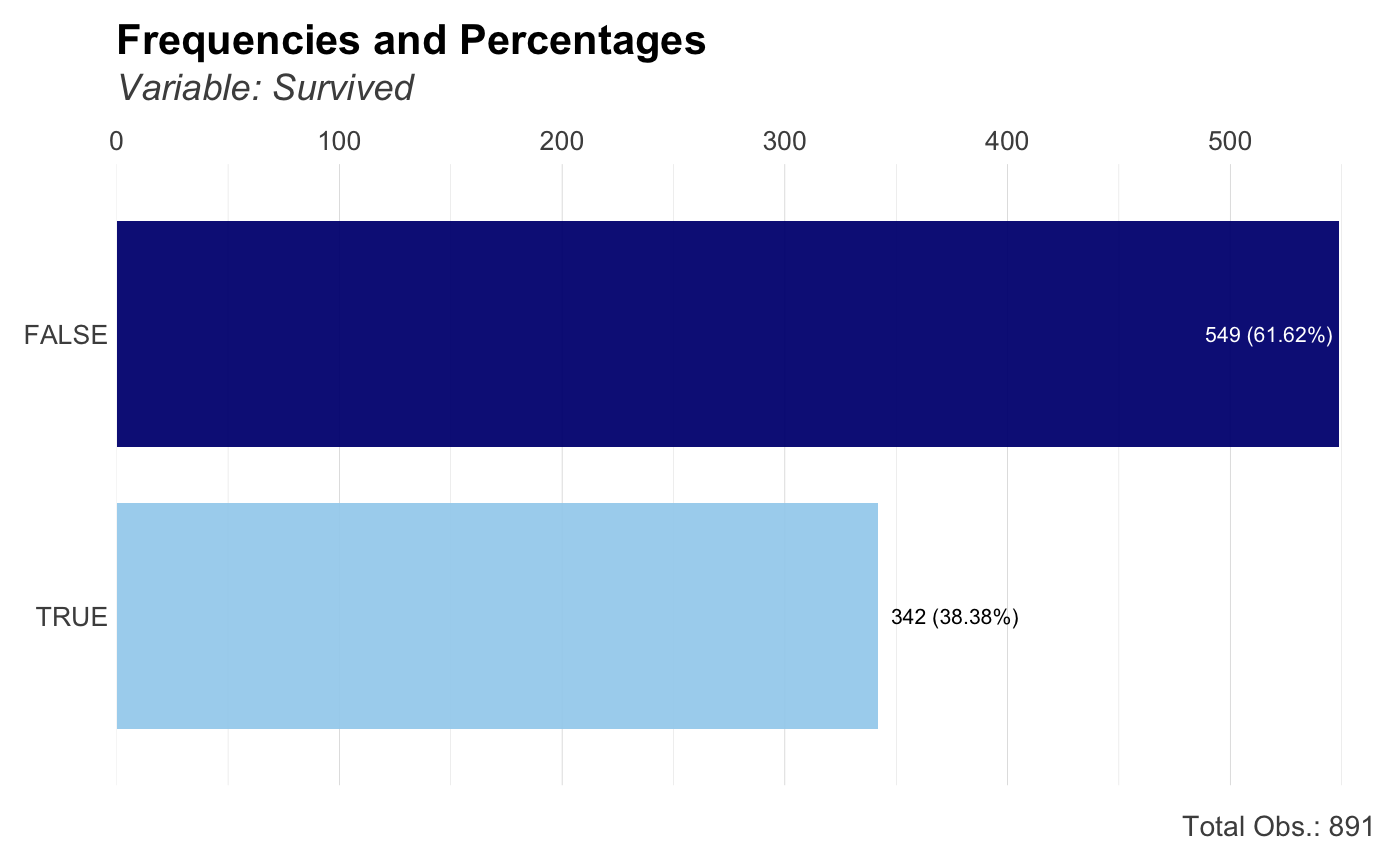 Frequencies and Percentages
Variable: Survived
0 100 200 300 400 500
FALSE 549 (61.62%)
TRUE 342 (38.38%)
Total Obs.: 891